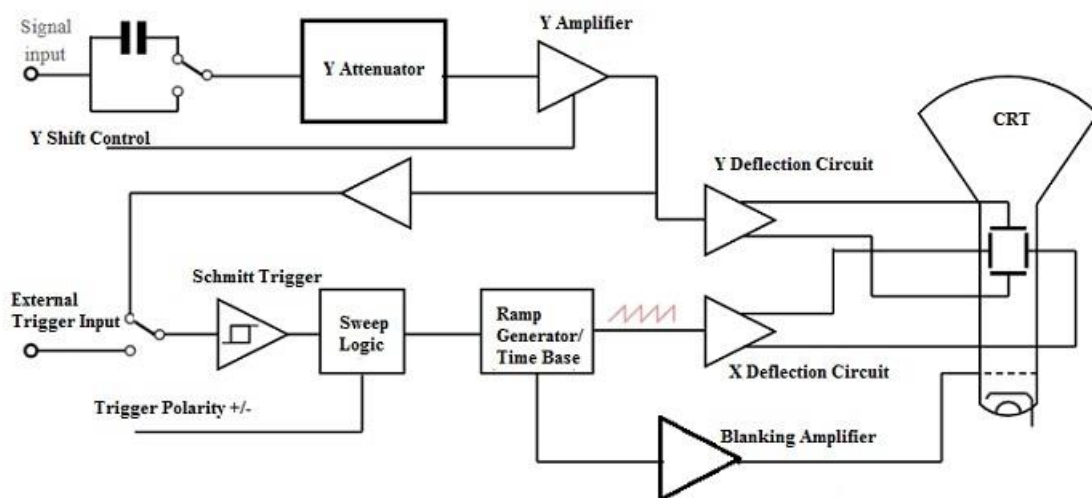 Signal
input
Y Attenuator
Y Amplifier
CRT
Y Shift Control
Y Deflection Circuit
Schmitt Trigger
External
Trigger Input
Sweep
Logic
Ramp
Generator/
Time Base
X Deflection Circuit
Trigger Polarity +/-
Blanking Amplifier